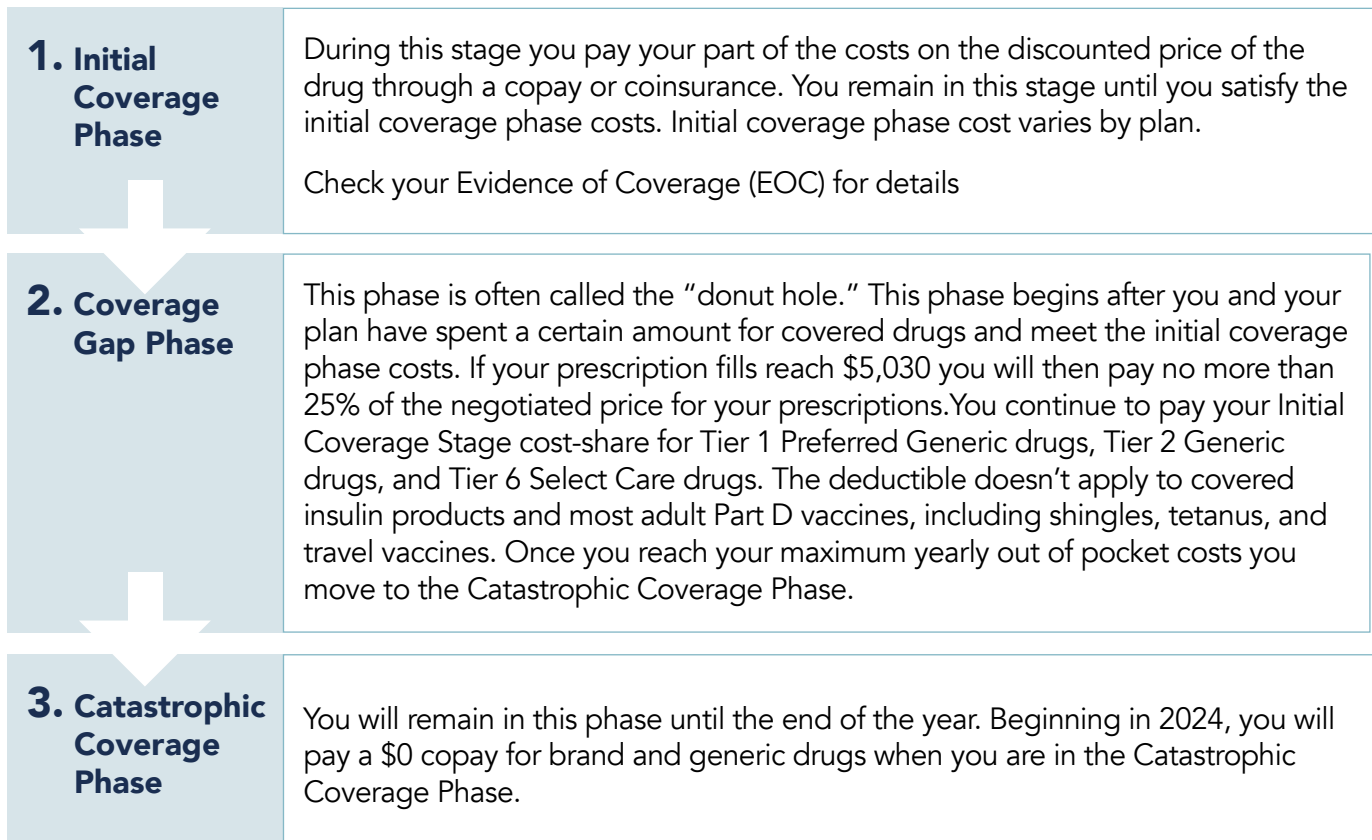 1. Initial
Coverage
Phase
During this stage you pay your part of the costs on the discounted price of the
drug through a copay or coinsurance. You remain in this stage until you satisfy the
initial coverage phase costs. Initial coverage phase cost varies by plan.
Check your Evidence of Coverage (EOC) for details
2. Coverage
Gap Phase
This phase is often called the “donut hole.” This phase begins after you and your
plan have spent a certain amount for covered drugs and meet the initial coverage
phase costs. If your prescription fills reach $5,030 you will then pay no more than
25% of the negotiated price for your prescriptions.You continue to pay your Initial
Coverage Stage cost-share for Tier 1 Preferred Generic drugs, Tier 2 Generic
drugs, and Tier 6 Select Care drugs. The deductible doesn’t apply to covered
insulin products and most adult Part D vaccines, including shingles, tetanus, and
travel vaccines. Once you reach your maximum yearly out of pocket costs you
move to the Catastrophic Coverage Phase.
3. Catastrophic
Coverage
Phase
You will remain in this phase until the end of the year. Beginning in 2024, you will
pay a $0 copay for brand and generic drugs when you are in the Catastrophic
Coverage Phase.